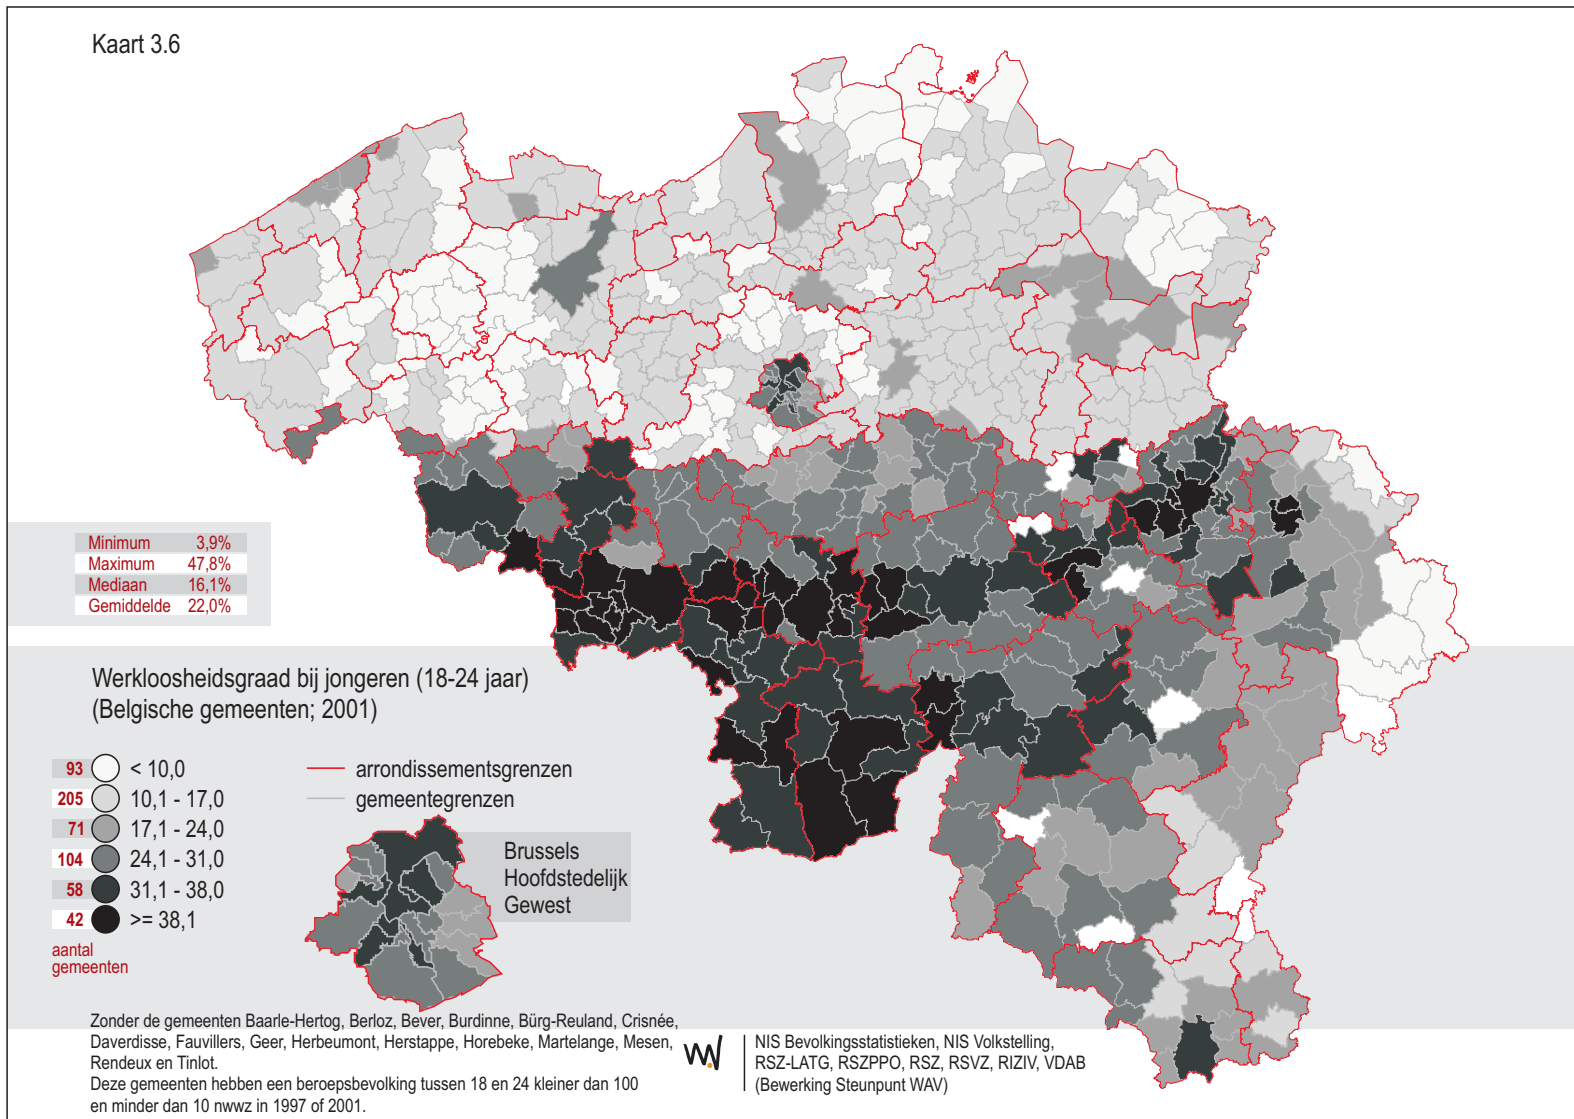 Kaart 3.6
Minimum 3,9%
Maximum 47,8%
Mediaan 16,1%
Gemiddelde 22,0%
Werkloosheidsgraad bij jongeren (18-24 jaar)
(Belgische gemeenten; 2001)
93 < 10,0
205 10,1 - 17,0
71 17,1 - 24,0
104 24,1 - 31,0
58 31,1 - 38,0
42 >= 38,1
aantal
gemeenten
arrondissementsgrenzen
gemeentegrenzen
Brussels
Hoofdstedelijk
Gewest
Zonder de gemeenten Baarle-Hertog, Berloz, Bever, Burdinne, Bürg-Reuland, Crisnée,
Daverdisse, Fauvillers, Geer, Herbeumont, Herstappe, Horebeke, Martelange, Mesen,
Rendeux en Tinlot.
Deze gemeenten hebben een beroepsbevolking tussen 18 en 24 kleiner dan 100
en minder dan 10 nwwz in 1997 of 2001.
NIS Bevolkingsstatistieken, NIS Volkstelling,
RSZ-LATG, RSZPPO, RSZ, RSVZ, RIZIV, VDAB
(Bewerking Steunpunt WAV)